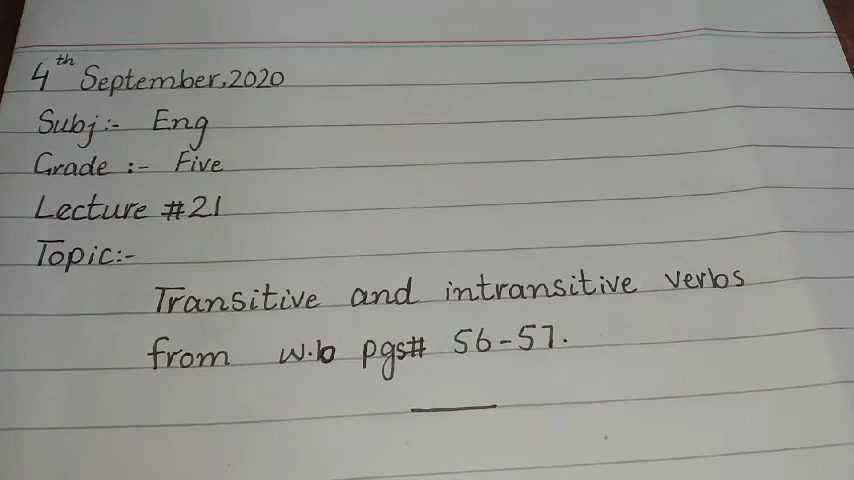 4th September, 2020
Subj:- Eng
Grade :- Five
Lecture #21
Topic:-
Transitive and intransitive verbs
from w.b pgs# 56-57.